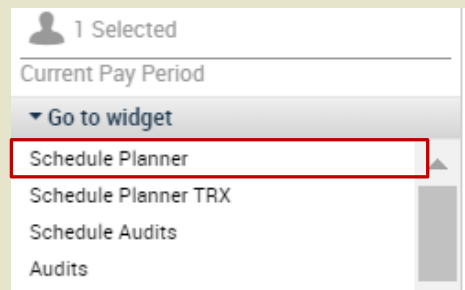 1 Selected
Current Pay Period
Go to widget
Schedule Planner
Schedule Planner TRX
Schedule Audits
Audits